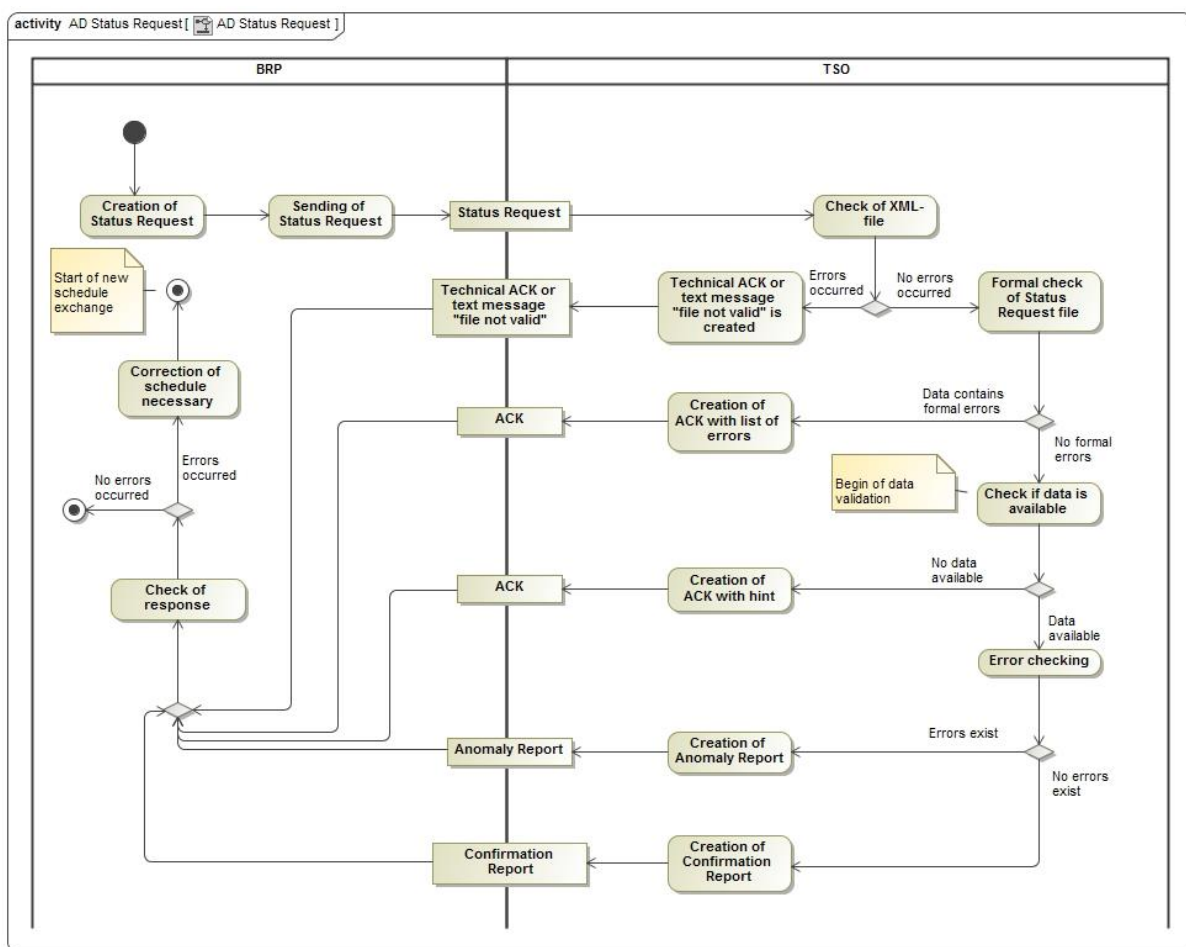 activity AD Status Request [ AD Status Request ]
BRP
TSO
Creation of
Status Request
Sending of
Status Request
Status Request
Check of XML-
file
Start of new
schedule
exchange
Technical ACK or
text message
"file not valid"
Technical ACK or
text message
"file not valid" is
created
Errors
occurred
No errors
occurred
Formal check
of Status
Request file
Correction of
schedule
necessary
ACK
Creation of
ACK with list of
errors
Data contains
formal errors
No formal
errors
No errors
occurred
Errors
occurred
Begin of data
validation
Check if data is
available
Check of
response
ACK
Creation of
ACK with hint
No data
available
Data
available
Error checking
Anomaly Report
Creation of
Anomaly Report
Errors exist
No errors
exist
Confirmation
Report
Creation of
Confirmation
Report